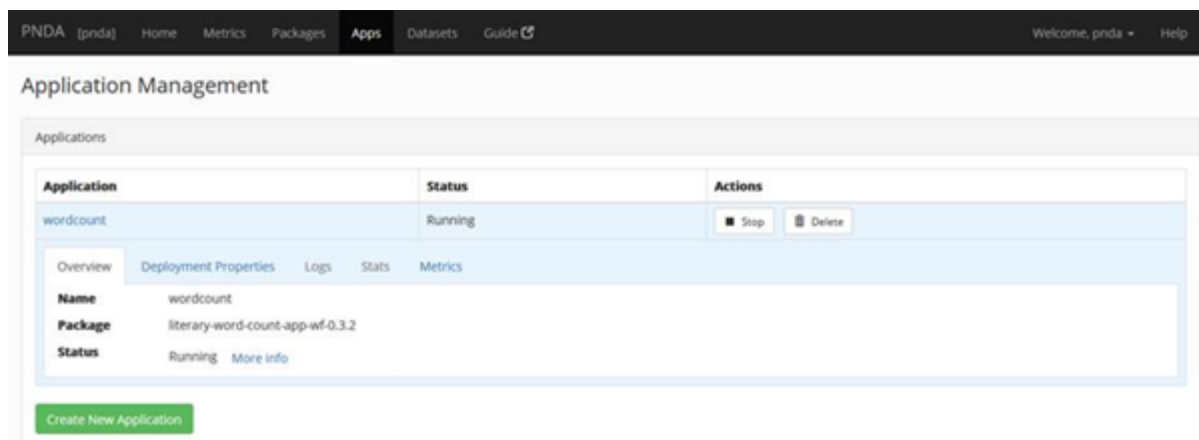 PNDA [pnda] Home Metrics Packages Apps Datasets Guide Welcome, pnda Help
Application Management
Applications
Application Status Actions
wordcount Running Stop Delete
Overview Deployment Properties Logs Stats Metrics
Name wordcount
Package literary-word-count-app-wf-0.3.2
Status Running More info
Create New Application